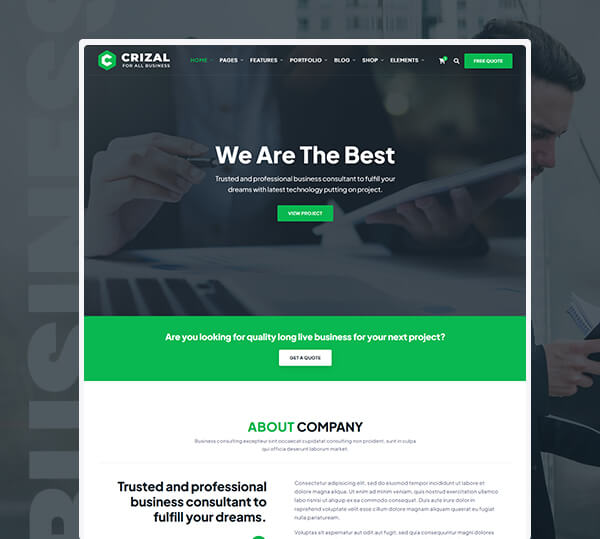 BUSINESS
CRIZAL
FOR ALL BUSINESS
HOME PAGES FEATURES PORTFOLIO BLOG SHOP ELEMENTS
FREE QUOTE
We Are The Best
Trusted and professional business consultant to fulfill your
dreams with latest technology putting on project.
VIEW PROJECT
Are you looking for quality long live business for your next project?
GET A QUOTE
ABOUT COMPANY
Business consulting excepteur sint occaecat cupidatat consulting non proident, sunt in culpa
qui officia deserunt laborum market.
Trusted and professional
business consultant to
fulfill your dreams.
Consectetur adipisicing elit, sed do eiusmod tempor incididunt ut labore et
dolore magna aliqua. Ut enim ad minim veniam, quis nostrud exercitation ullamco
labo nisnisi ut aliquip ex ea commodo consequat. Duis aute irure dolor in
reprehend voluptate velit esse cillum dolore magnam aliquam quaerat eu fugiat
nulla pariatuream.
Voluptas sit aspernatur aut odit aut fugit, sed quia consequuntur magni dolores